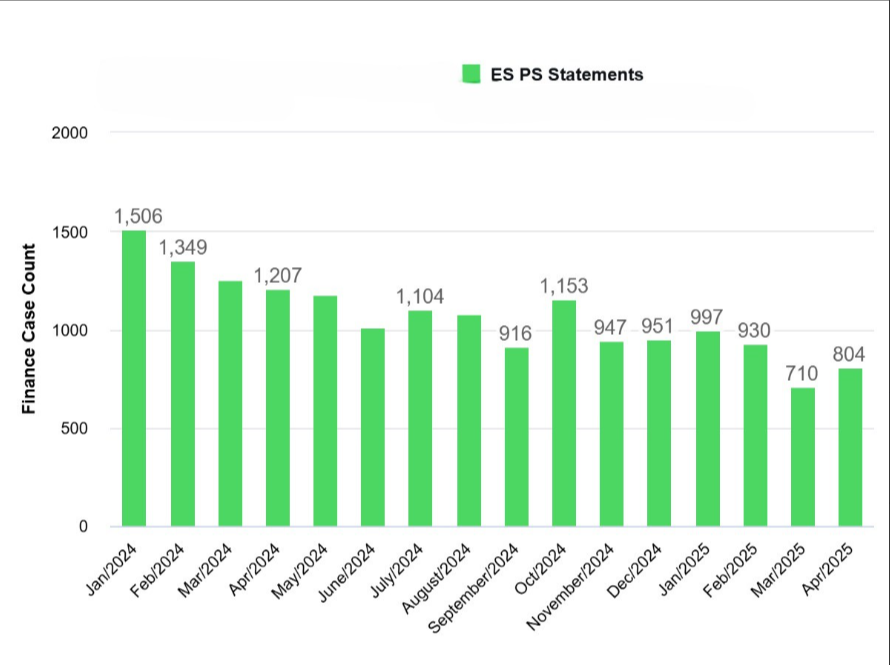 ES PS Statements
Finance Case Count
2000
1500
1000
500
0
1,506
1,349
1,207
1,104
916
1,153
947
951
997
930
710
804
Jan/2024
Feb/2024
Mar/2024
Apr/2024
May/2024
June/2024
July/2024
August/2024
September/2024
Oct/2024
November/2024
Dec/2024
Jan/2025
Feb/2025
Mar/2025
Apr/2025